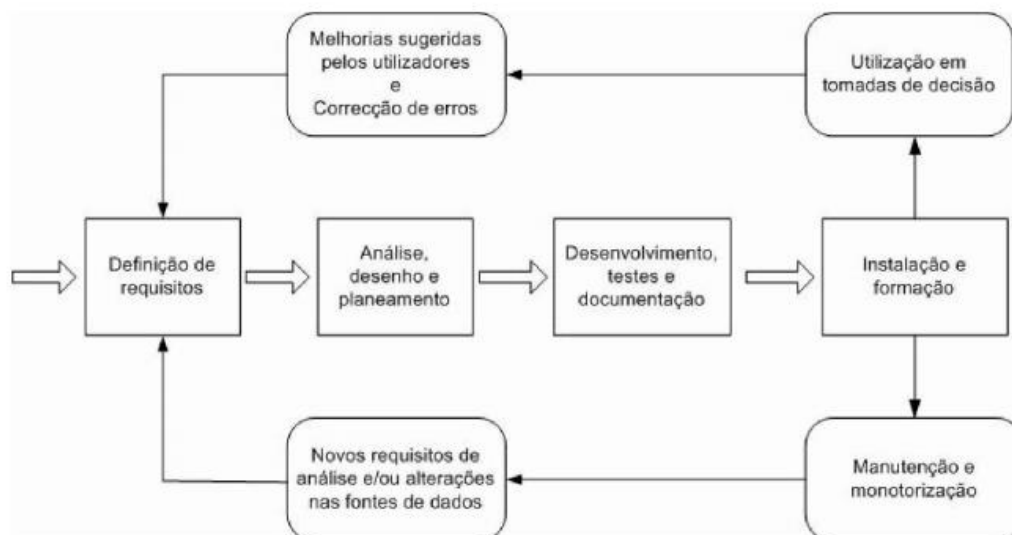 Melhorias sugeridas
pelos utilizadores
e
Correcção de erros
Utilização em
tomadas de decisão
Definição de
requisitos
Análise,
desenho e
planeamento
Desenvolvimento,
testes e
documentação
Instalação e
formação
Novos requisitos de
análise e/ou alterações
nas fontes de dados
Manutenção e
monotorização